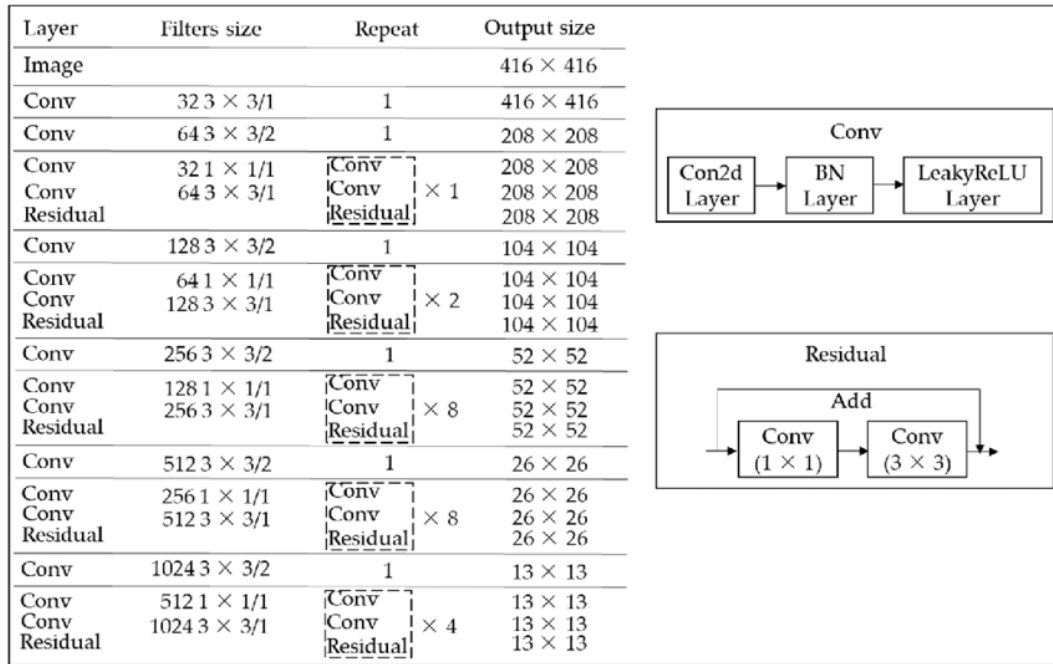 Layer Filters size Repeat Output size
Image 416 × 416
Conv 32 3 × 3/1 1 416 × 416
Conv 64 3 × 3/2 1 208 × 208
Conv 32 1 × 1/1 Conv 208 × 208
Conv 64 3 × 3/1 Conv × 1 208 × 208
Residual Residual 208 × 208
Conv 128 3 × 3/2 1 104 × 104
Conv 64 1 × 1/1 Conv 104 × 104
Conv 128 3 × 3/1 Conv × 2 104 × 104
Residual Residual 104 × 104
Conv 256 3 × 3/2 1 52 × 52
Conv 128 1 × 1/1 Conv 52 × 52
Conv 256 3 × 3/1 Conv × 8 52 × 52
Residual Residual 52 × 52
Conv 512 3 × 3/2 1 26 × 26
Conv 256 1 × 1/1 Conv 26 × 26
Conv 512 3 × 3/1 Conv × 8 26 × 26
Residual Residual 26 × 26
Conv 1024 3 × 3/2 1 13 × 13
Conv 512 1 × 1/1 Conv 13 × 13
Conv 1024 3 × 3/1 Conv × 4 13 × 13
Residual Residual 13 × 13
Conv
Con2d BN LeakyReLU
Layer Layer Layer
Residual
Add
Conv Conv
(1 × 1) (3 × 3)